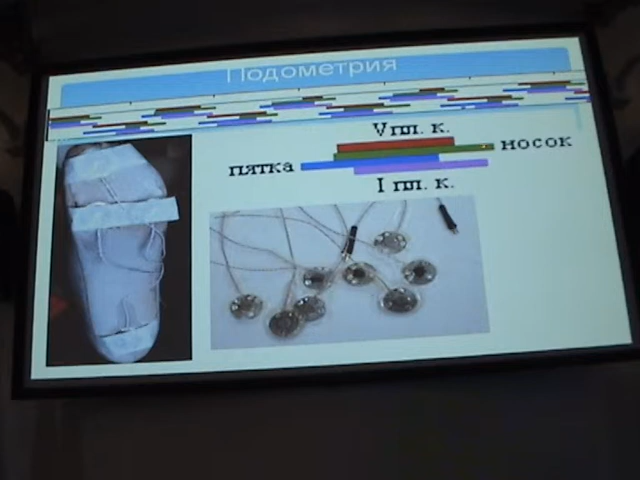 Подометрия
Vпл. к.
носок
пятка
I пл. к.